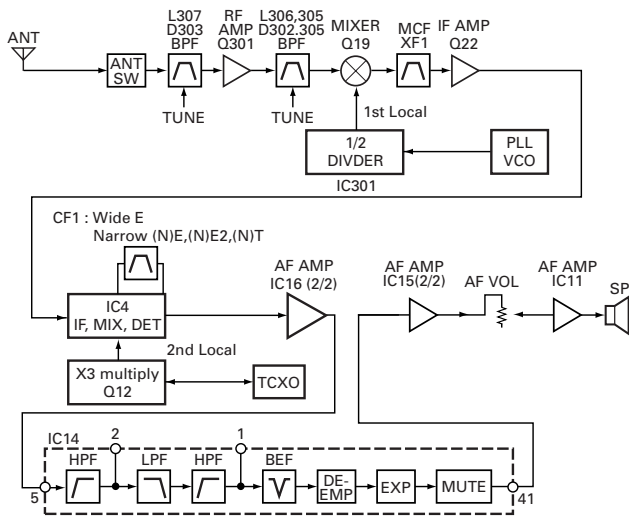 ANT
ANT
SW
L307
D303
BPF
TUNE
RF
AMP
Q301
L306,305
D302.305
BPF
TUNE
MIXER
Q19
MCF
XF1
IF AMP
Q22
1st Local
1/2
DIVDER
IC301
PLL
VCO
CF1 : Wide E
Narrow (N)E,(N)E2,(N)T
IC4
IF, MIX, DET
2nd Local
X3 multiply
Q12
TCXO
AF AMP
IC16 (2/2)
AF AMP
IC15(2/2)
AF VOL
AF AMP
IC11
SP
IC14
5
HPF
2
LPF
HPF
1
BEF
DE-
EMP
EXP
MUTE
41